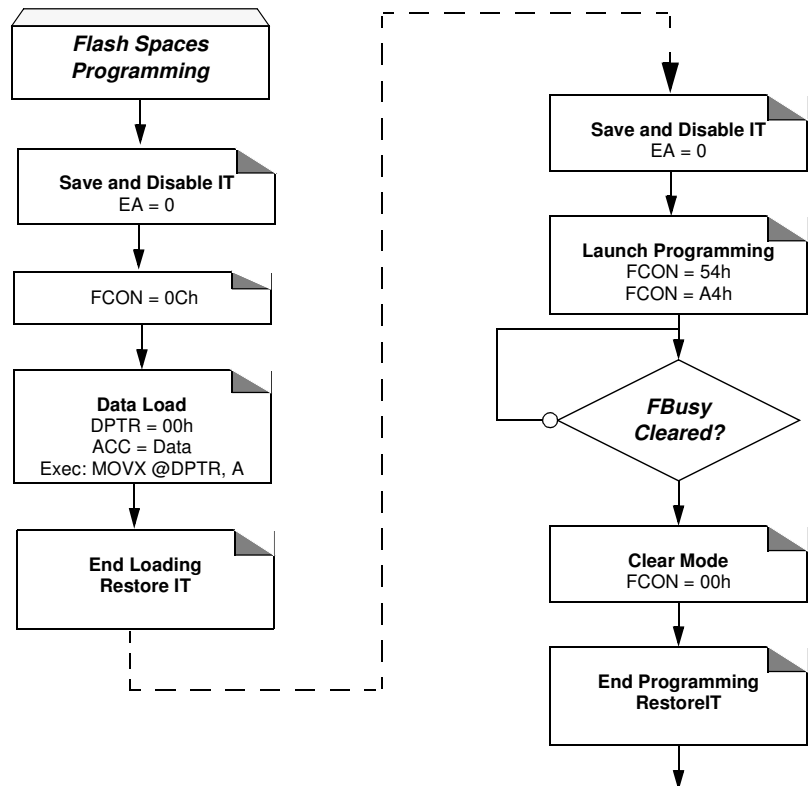 Flash Spaces
Programming
Save and Disable IT
EA = 0
FCON = 0Ch
Data Load
DPTR = 00h
ACC = Data
Exec: MOVX @DPTR, A
End Loading
Restore IT
Save and Disable IT
EA = 0
Launch Programming
FCON = 54h
FCON = A4h
FBusy
Cleared?
Clear Mode
FCON = 00h
End Programming
RestoreIT